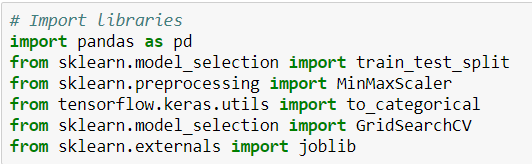 # Import libraries
import pandas as pd
from sklearn.model_selection import train_test_split
from sklearn.preprocessing import MinMaxScaler
from tensorflow.keras.utils import to_categorical
from sklearn.model_selection import GridSearchCV
from sklearn.externals import joblib